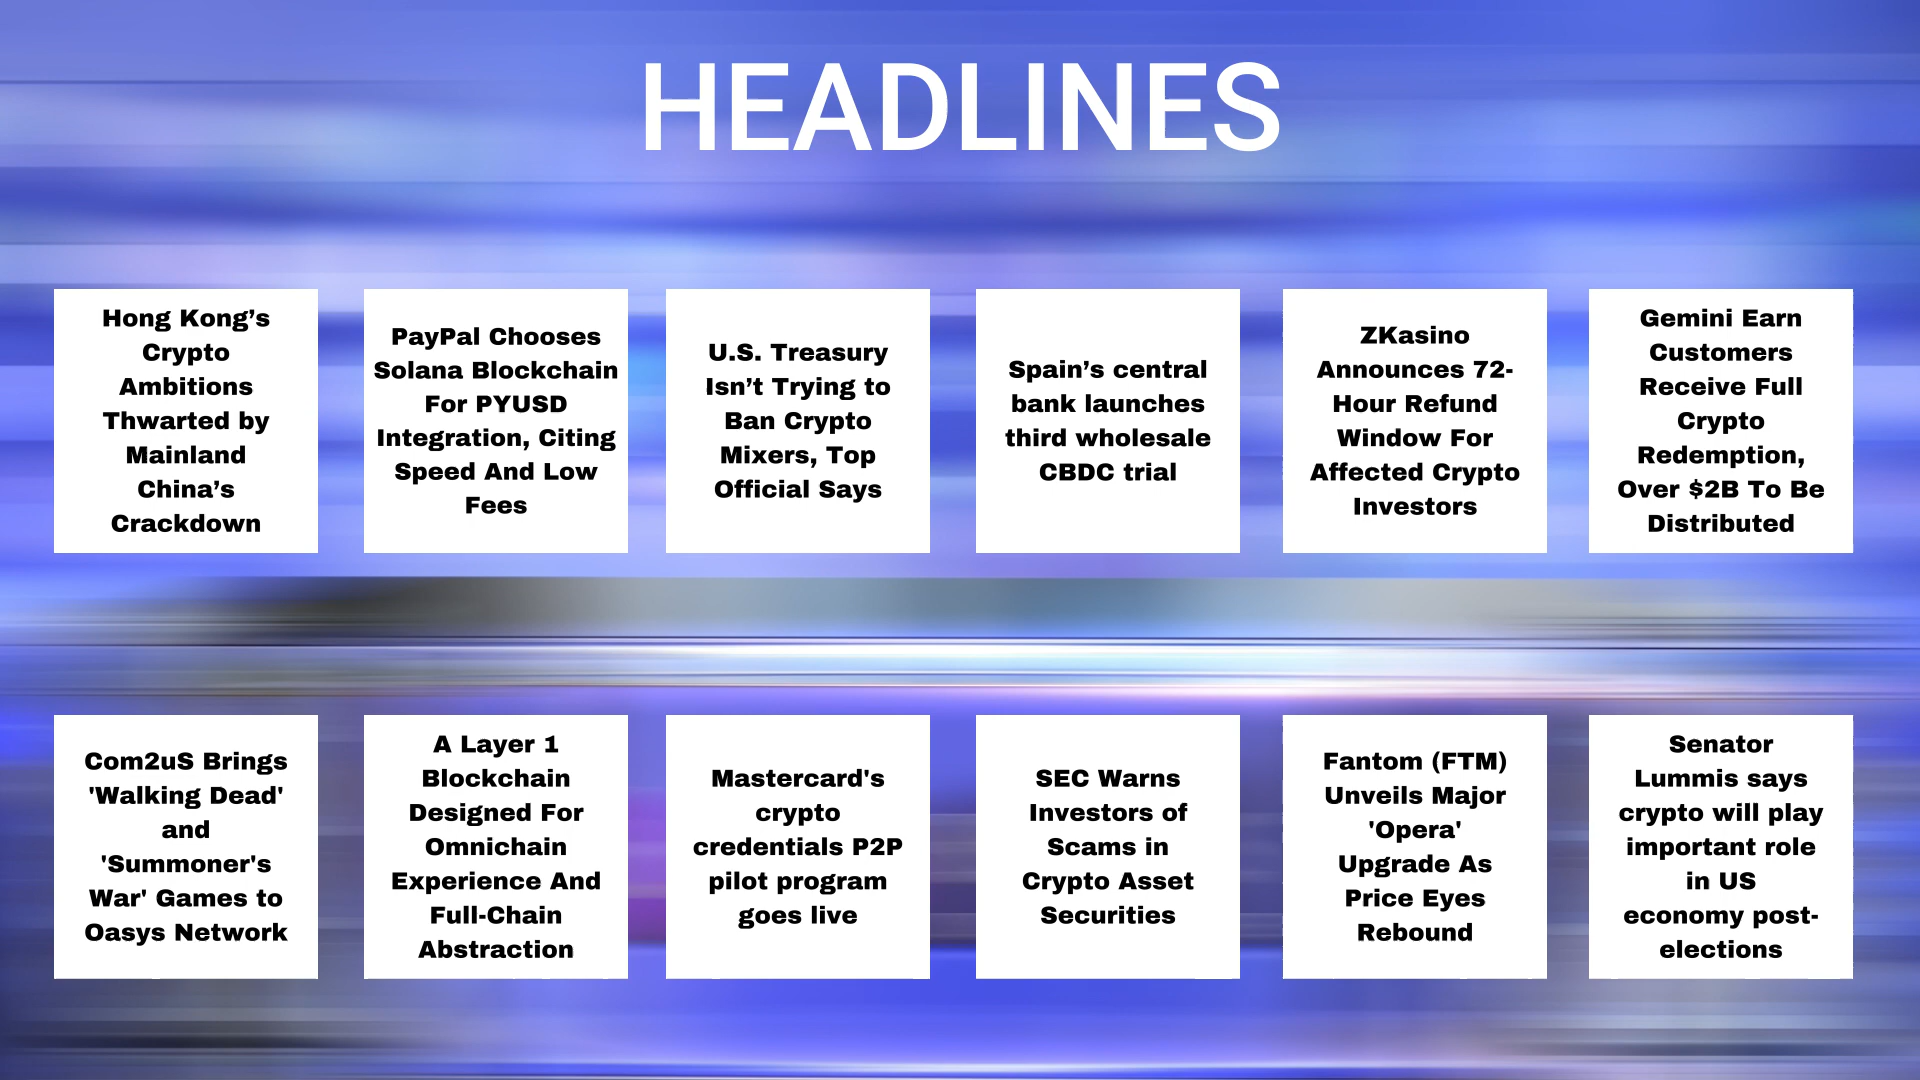 HEADLINES
Hong Kong’s
Crypto
Ambitions
Thwarted by
Mainland
China’s
Crackdown
PayPal Chooses
Solana Blockchain
For PYUSD
Integration, Citing
Speed And Low
Fees
U.S. Treasury
Isn’t Trying to
Ban Crypto
Mixers, Top
Official Says
Spain’s central
bank launches
third wholesale
CBDC trial
ZKasino
Announces 72-
Hour Refund
Window For
Affected Crypto
Investors
Gemini Earn
Customers
Receive Full
Crypto
Redemption,
Over $2B To Be
Distributed
Com2uS Brings
'Walking Dead'
and
'Summoner's
War' Games to
Oasys Network
A Layer 1
Blockchain
Designed For
Omnichain
Experience And
Full-Chain
Abstraction
Mastercard's
crypto
credentials P2P
pilot program
goes live
SEC Warns
Investors of
Scams in
Crypto Asset
Securities
Fantom (FTM)
Unveils Major
'Opera'
Upgrade As
Price Eyes
Rebound
Senator
Lummis says
crypto will play
important role
in US
economy post-
elections